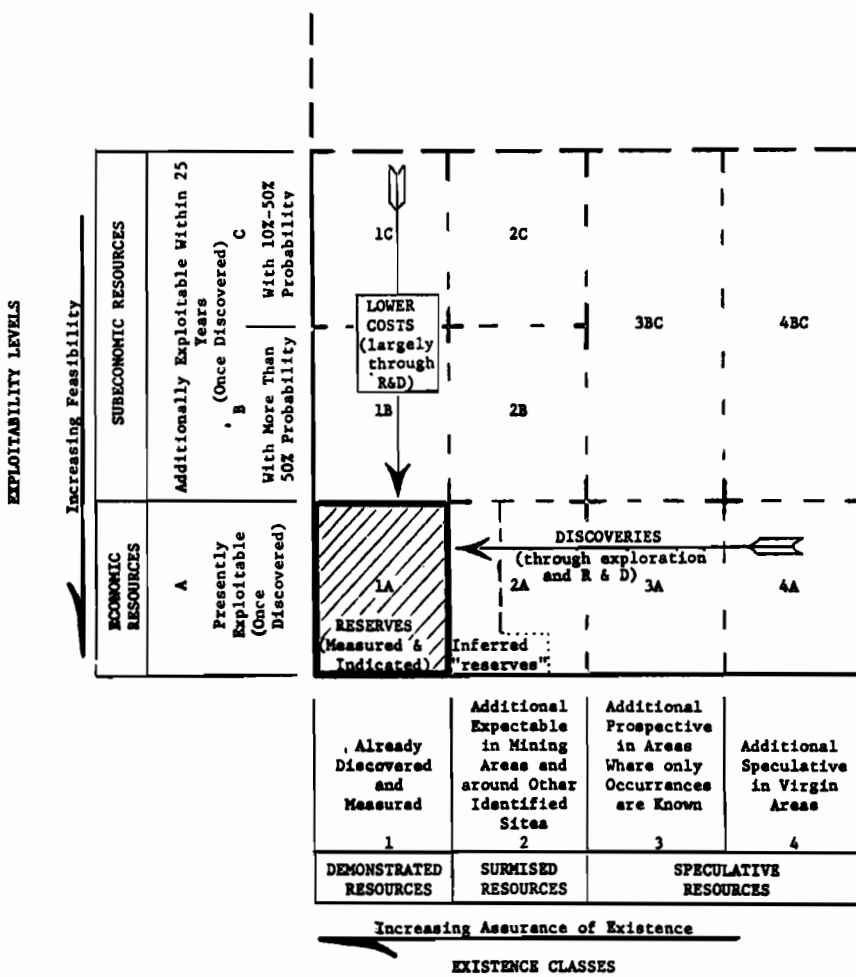 EXPLOITABILITY LEVELS
Increasing Feasibility
SUBECONOMIC RESOURCES
Additionally Exploitable Within 25
Years
(Once Discovered)
C
With 10%-50%
Probability
B
With More Than
50% Probability
1C
2C
LOWER
COSTS
(largely
through
R&D)
3BC
4BC
1B
2B
ECONOMIC
RESOURCES
A
Presently
Exploitable
(Once
Discovered)
DISCOVERIES
(through exploration
and R & D)
1A
2A
3A
4A
RESERVES
(Measured &
Indicated)
Inferred
"reserves"
Already
Discovered
and
Measured
1
Additional
Expectable
in Mining
Areas and
around Other
Identified
Sites
2
Additional
Prospective
in Areas
Where only
Occurrances
are Known
3
Additional
Speculative
in Virgin
Areas
4
DEMONSTRATED
RESOURCES
SURMISED
RESOURCES
SPECULATIVE
RESOURCES
Increasing Assurance of Existence
EXISTENCE CLASSES